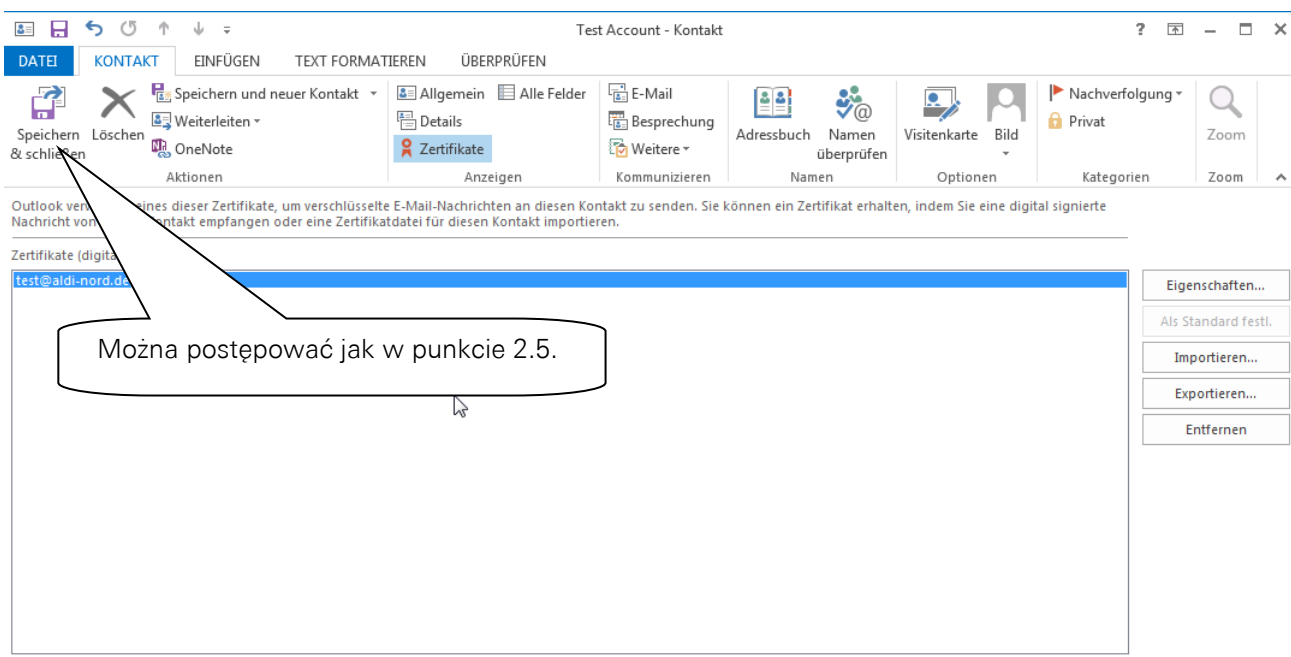 Test Account - Kontakt
?
DATEI KONTAKT EINFÜGEN TEXT FORMATIEREN ÜBERPRÜFEN
Speichern & schließen
Löschen
Speichern und neuer Kontakt
Weiterleiten
OneNote
Aktionen
Allgemein
Alle Felder
Details
Zertifikate
Anzeigen
E-Mail
Besprechung
Weitere
Kommunizieren
Adressbuch
Namen
überprüfen
Namen
Visitenkarte
Bild
Optionen
Nachverfolgung
Privat
Kategorien
Zoom
Zoom
Outlook eines dieser Zertifikate, um verschlüsselte E-Mail-Nachrichten an diesen Kontakt zu senden. Sie können ein Zertifikat erhalten, indem Sie eine digital signierte
Nachricht empfangen oder eine Zertifikatdatei für diesen Kontakt importieren.
Zertifikate
test@aldi-nord.de
Eigenschaften...
Als Standard festl.
Importieren...
Exportieren...
Entfernen
Można postępować jak w punkcie 2.5.